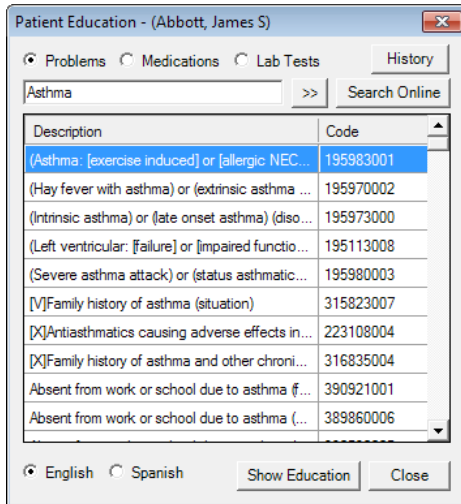 Patient Education - (Abbott, James S)
Problems Medications Lab Tests History
Asthma >> Search Online
Description Code
(Asthma: [exercise induced] or [allergic NEC... 195983001
(Hay fever with asthma) or (extrinsic asthma ... 195970002
(Intrinsic asthma) or (late onset asthma) (diso... 195973000
(Left ventricular: [failure] or [impaired functio... 195113008
(Severe asthma attack) or (status asthmatic... 195980003
[V]Family history of asthma (situation) 315823007
[X]Antiasthmatics causing adverse effects in... 223108004
[X]Family history of asthma and other chroni... 316835004
Absent from work or school due to asthma (f... 390921001
Absent from work or school due to asthma (... 389860006
English Spanish Show Education Close